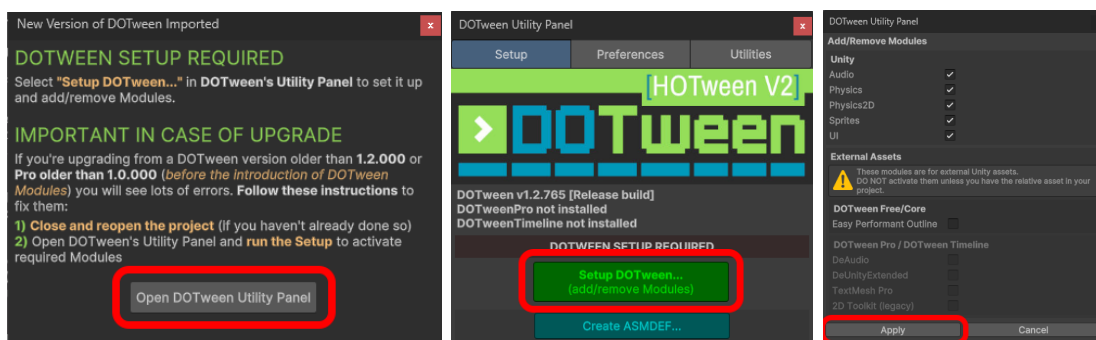 New Version of DOTween Imported
x
DOTWEEN SETUP REQUIRED
Select "Setup DOTween..." in DOTween's Utility Panel to set it up
and add/remove Modules.
IMPORTANT IN CASE OF UPGRADE
If you're upgrading from a DOTween version older than 1.2.000 or
Pro older than 1.0.000 (before the introduction of DOTween
Modules) you will see lots of errors. Follow these instructions to
fix them:
1) Close and reopen the project (if you haven't already done so)
2) Open DOTween's Utility Panel and run the Setup to activate
required Modules
Open DOTween Utility Panel
DOTween Utility Panel
x
Setup Preferences Utilities
[HOTween V2]
DOTween
DOTween v1.2.765 [Release build]
DOTweenPro not installed
DOTweenTimeline not installed
DOTWEEN SETUP REQUIRED
Setup DOTween...
(add/remove Modules)
Create ASMDEF...
DOTween Utility Panel
Add/Remove Modules
Unity
Audio
Physics
Physics2D
Sprites
UI
External Assets
These modules are for external Unity assets.
DO NOT activate them unless you have the relative asset in your
project.
DOTween Free/Core
Easy Performant Outline
DOTween Pro / DOTween Timeline
DeAudio
DeUnityExtended
TextMesh Pro
2D Toolkit (legacy)
Apply Cancel